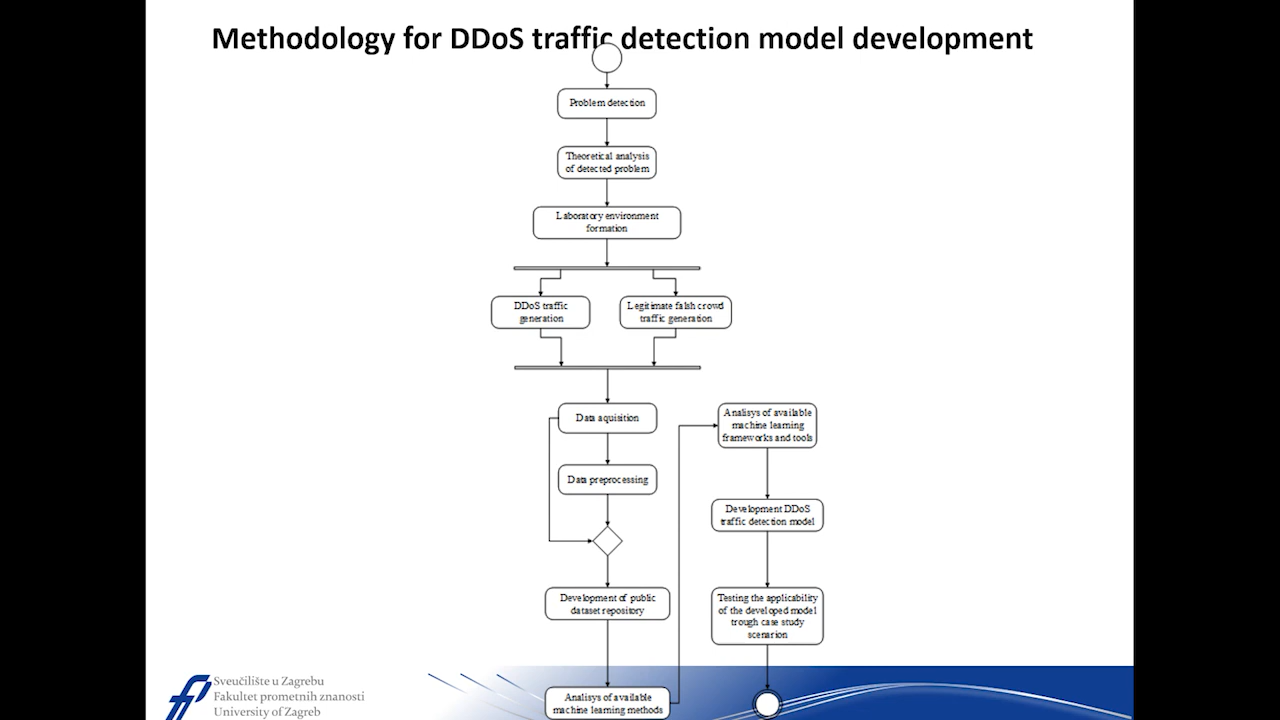 Methodology for DDoS traffic detection model development
Problem detection
Theoretical analysis
of detected problem
Laboratory environment
formation
DDoS traffic
generation
Legitimate falsh crowd
traffic generation
Data aquisition
Data preprocessing
Development of public
dataset repository
Analisys of available
machine learning methods
Analisys of available
machine learning
frameworks and tools
Development DDoS
traffic detection model
Testing the applicability
of the developed model
trough case study
scenarion
Sveučilište u Zagrebu
Fakultet prometnih znanosti
University of Zagreb